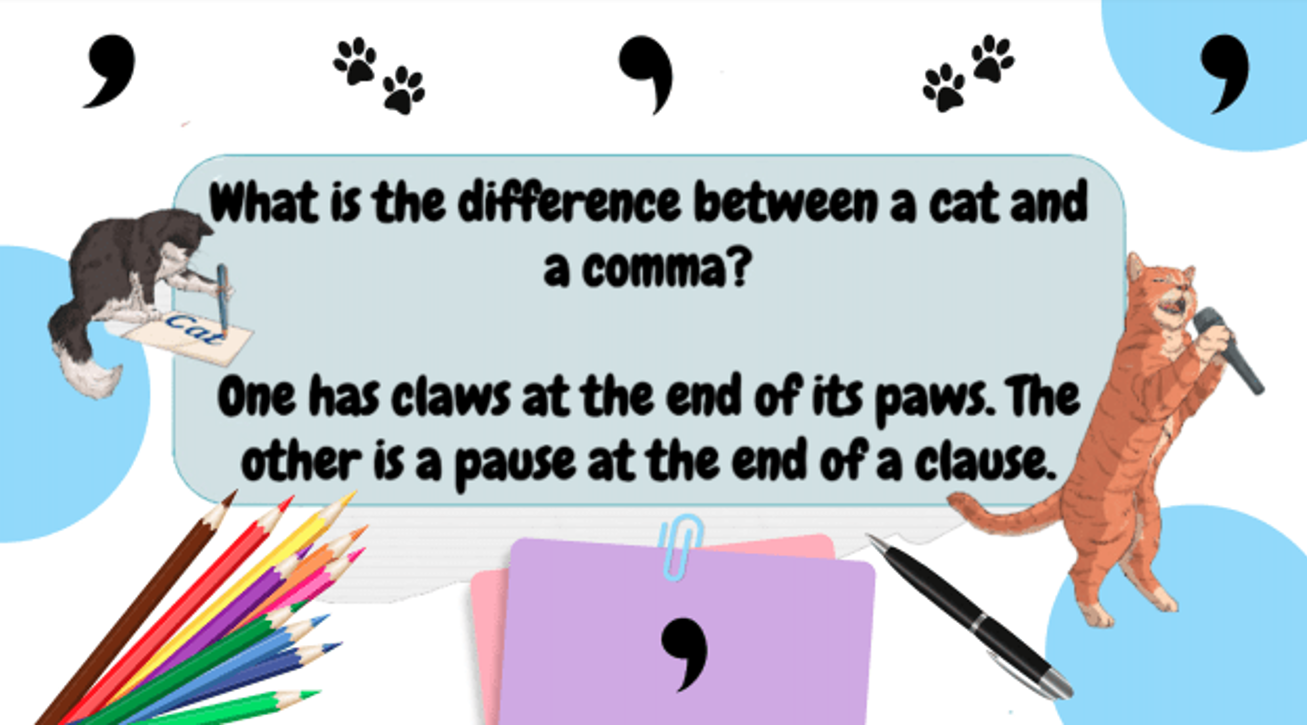 What is the difference between a cat and
a comma?
One has claws at the end of its paws. The
other is a pause at the end of a clause.
Cat
,
,
,
,